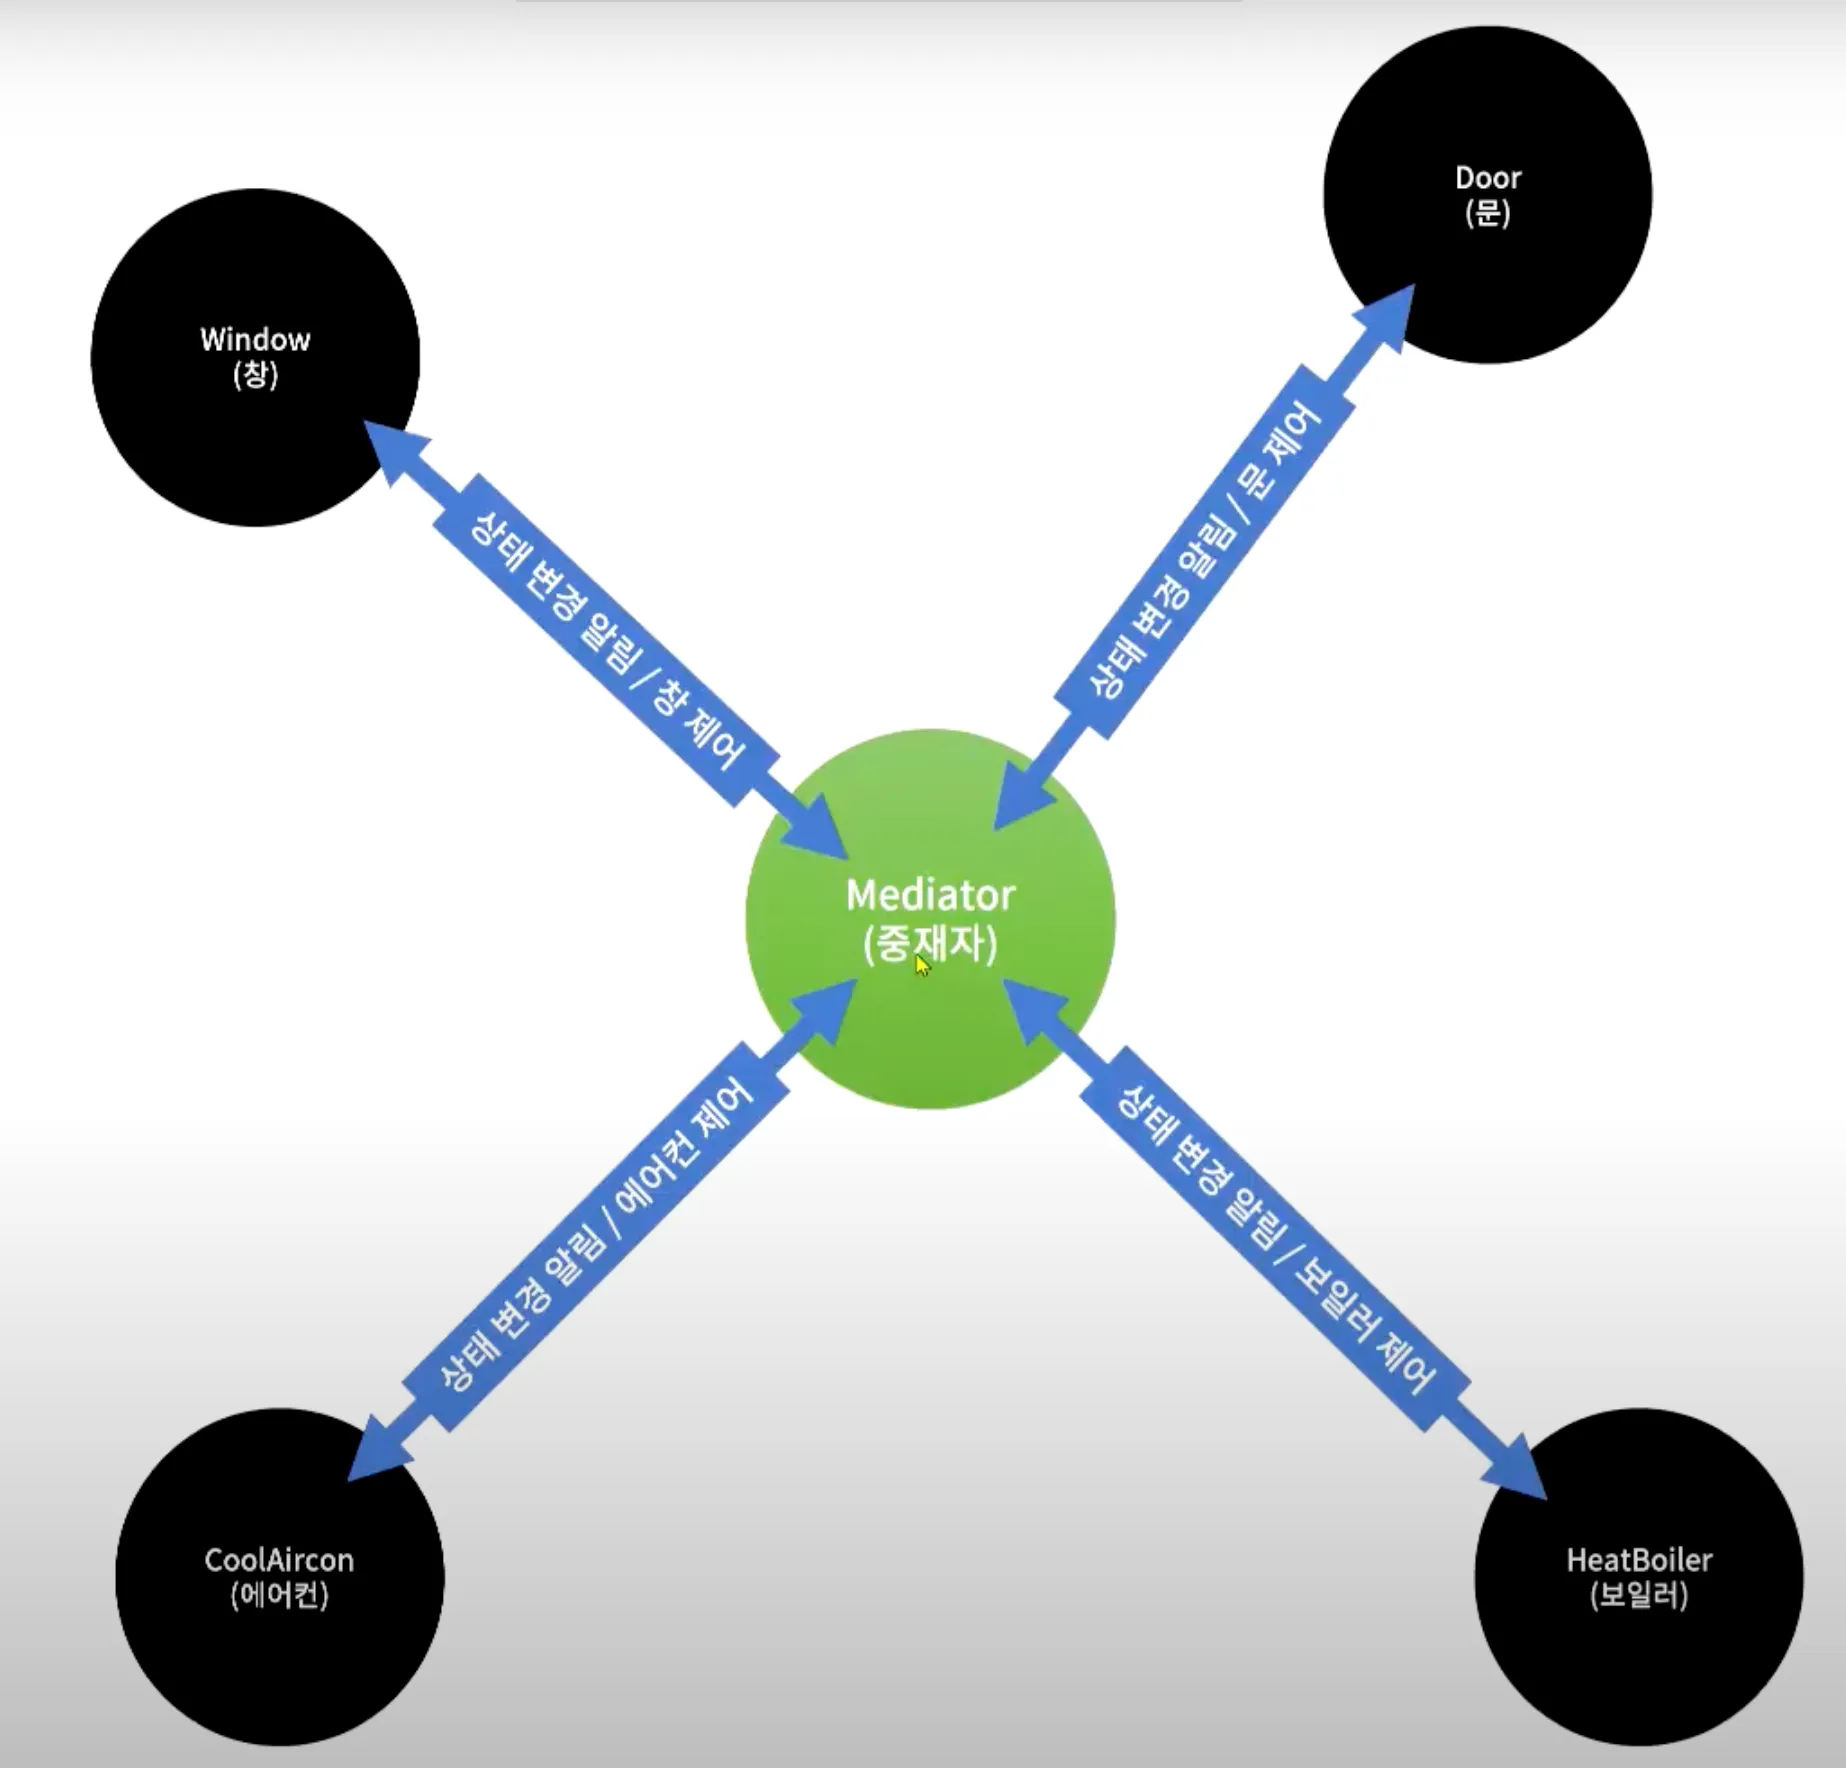 Door
(문)
Window
(창)
상태 변경 알림 / 문 제어
상태 변경 알림 / 창 제어
Mediator
(중재자)
상태 변경 알림 / 에어컨 제어
상태 변경 알림 / 보일러 제어
CoolAircon
(에어컨)
HeatBoiler
(보일러)